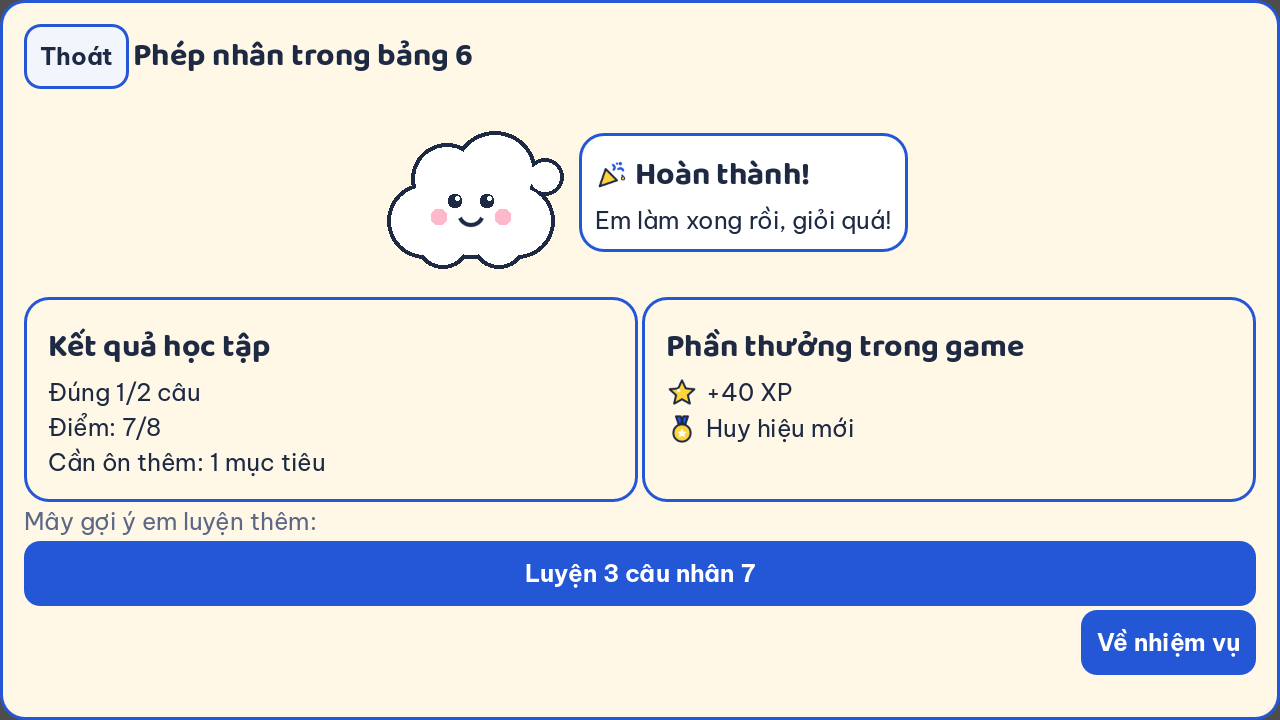 Thoát
Phép nhân trong bảng 6
Hoàn thành!
Em làm xong rồi, giỏi quá!
Kết quả học tập
Đúng 1/2 câu
Điểm: 7/8
Cần ôn thêm: 1 mục tiêu
Phần thưởng trong game
+40 XP
Huy hiệu mới
Mây gợi ý em luyện thêm:
Luyện 3 câu nhân 7
Về nhiệm vụ